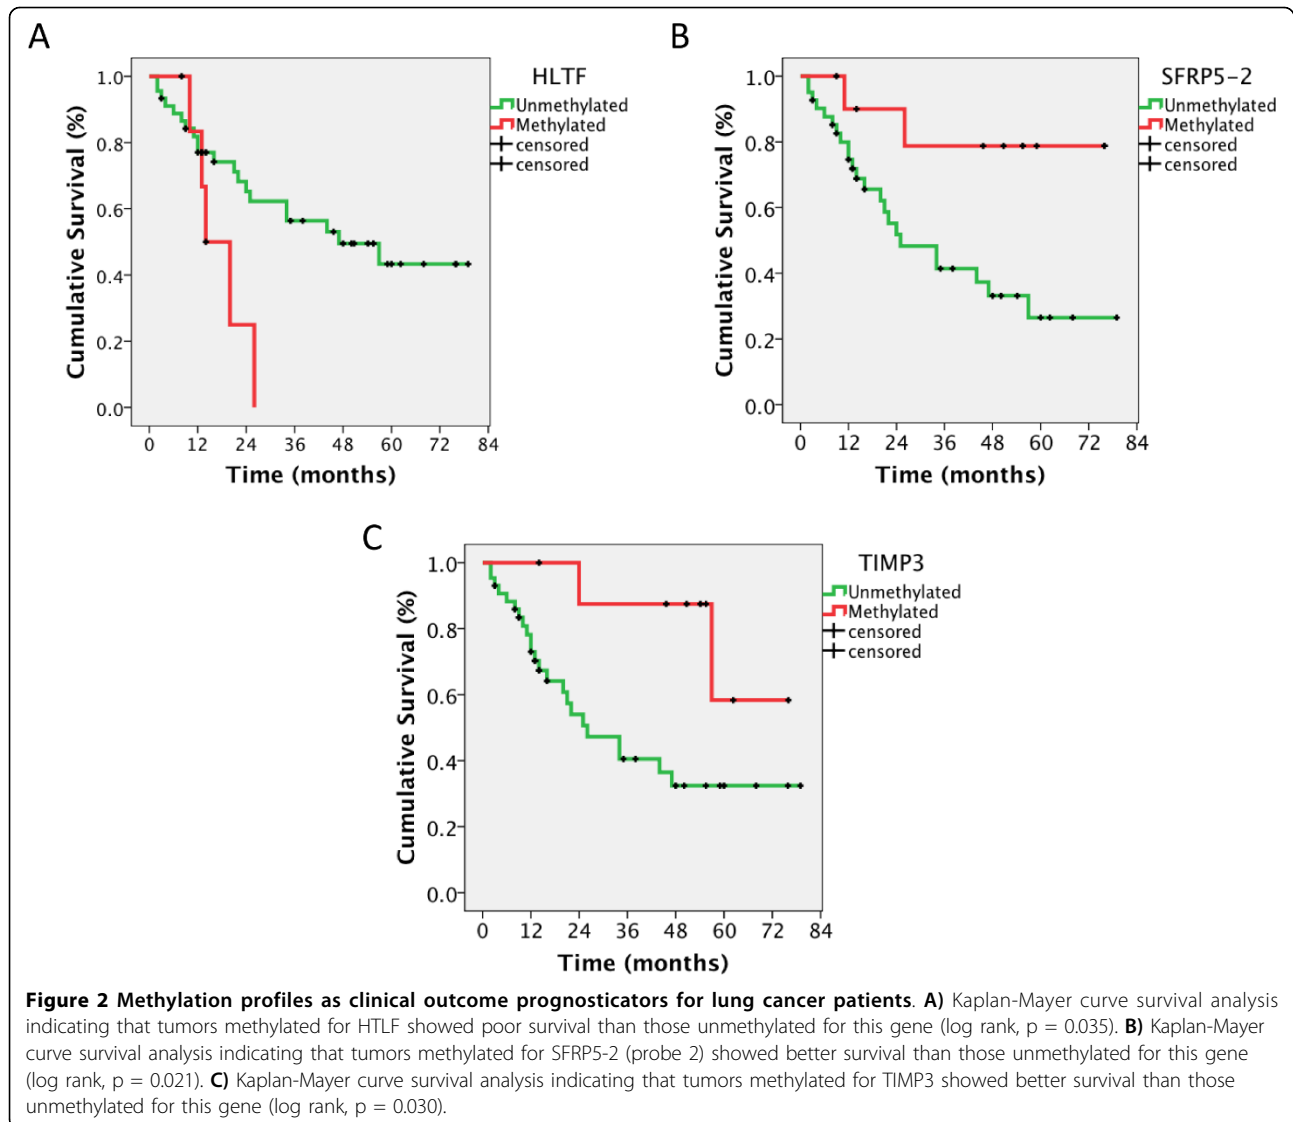 A
HLTF
Unmethylated
Methylated
censored
censored
Cumulative Survival (%)
1.0
0.8
0.6
0.4
0.2
0.0
0 12 24 36 48 60 72 84
Time (months)
B
SFRP5-2
Unmethylated
Methylated
censored
censored
Cumulative Survival (%)
1.0
0.8
0.6
0.4
0.2
0.0
0 12 24 36 48 60 72 84
Time (months)
C
TIMP3
Unmethylated
Methylated
censored
censored
Cumulative Survival (%)
1.0
0.8
0.6
0.4
0.2
0.0
0 12 24 36 48 60 72 84
Time (months)
Figure 2 Methylation profiles as clinical outcome prognosticators for lung cancer patients. A) Kaplan-Mayer curve survival analysis
indicating that tumors methylated for HTLF showed poor survival than those unmethylated for this gene (log rank, p = 0.035). B) Kaplan-Mayer
curve survival analysis indicating that tumors methylated for SFRP5-2 (probe 2) showed better survival than those unmethylated for this gene
(log rank, p = 0.021). C) Kaplan-Mayer curve survival analysis indicating that tumors methylated for TIMP3 showed better survival than those
unmethylated for this gene (log rank, p = 0.030).